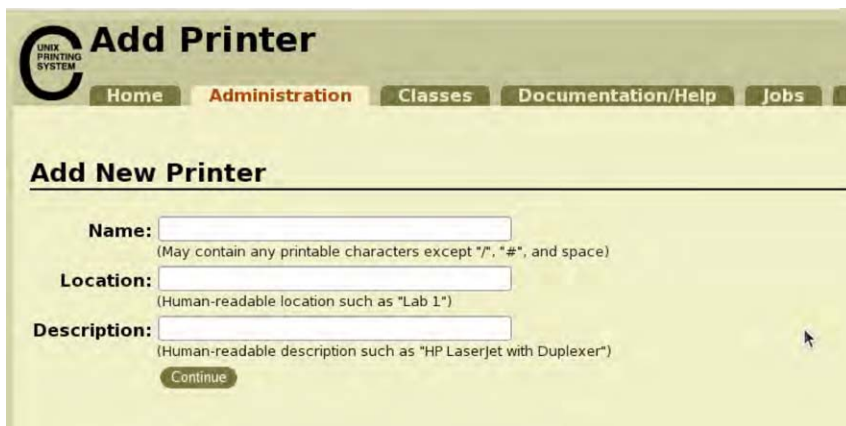 UNIX
PRINTING
SYSTEM
Add Printer
Home Administration Classes Documentation/Help Jobs
Add New Printer
Name:
(May contain any printable characters except "/", "#", and space)
Location:
(Human-readable location such as "Lab 1")
Description:
(Human-readable description such as "HP LaserJet with Duplexer")
Continue